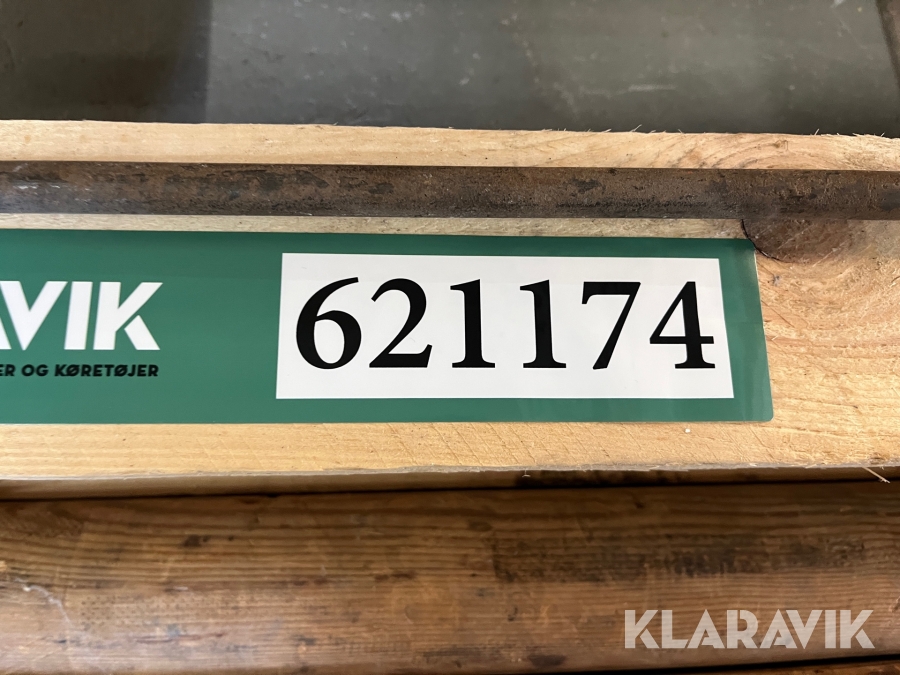 AVIK
ER OG KØRETØJER
621174
KLARAVIK